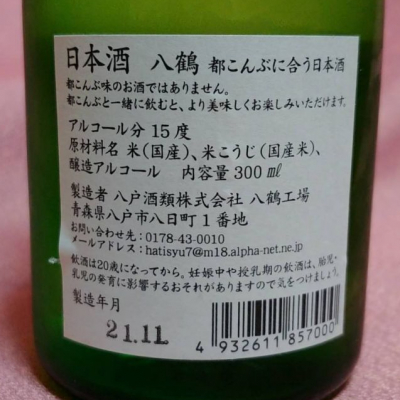 日本酒 八鶴 都こんぶに合う日本酒
都こんぶ味のお酒ではありません。
都こんぶと一緒に飲むと、より美味しくお楽しみいただけます。
アルコール分 15度
原材料名 米(国産)、米こうじ(国産米)、
醸造アルコール 内容量 300㎖
製造者 八戸酒類株式会社 八鶴工場
青森県八戸市八日町1番地
お問い合わせ先：0178-43-0010
メールアドレス：hatisyu7@m18.alpha-net.ne.jp
飲酒は20歳になってから。妊娠中や授乳期の飲酒は、胎児・
乳児の発育に影響するおそれがありますので気をつけましょう。
製造年月
21.11
4 932611 857000